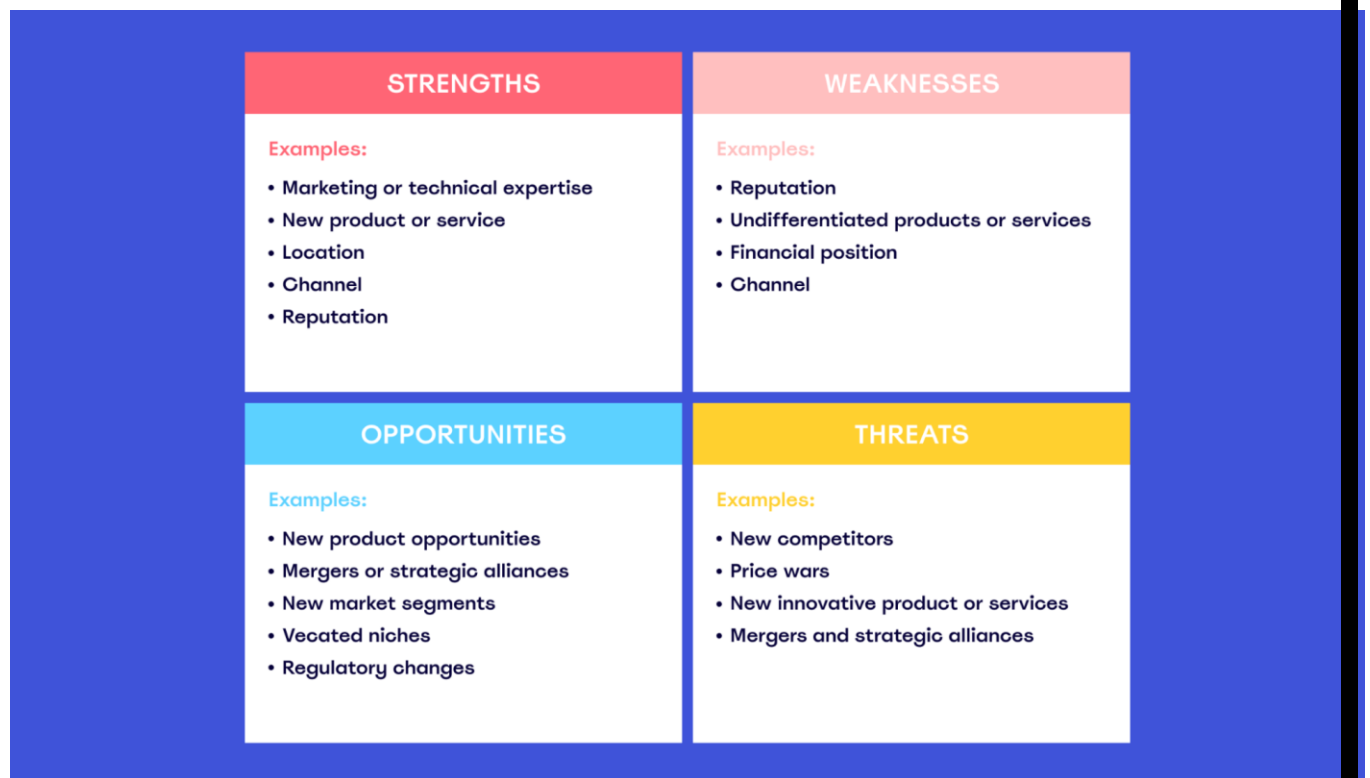 STRENGTHS
Examples:
• Marketing or technical expertise
• New product or service
• Location
• Channel
• Reputation
WEAKNESSES
Examples:
• Reputation
• Undifferentiated products or services
• Financial position
• Channel
OPPORTUNITIES
Examples:
• New product opportunities
• Mergers or strategic alliances
• New market segments
• Vecated niches
• Regulatory changes
THREATS
Examples:
• New competitors
• Price wars
• New innovative product or services
• Mergers and strategic alliances